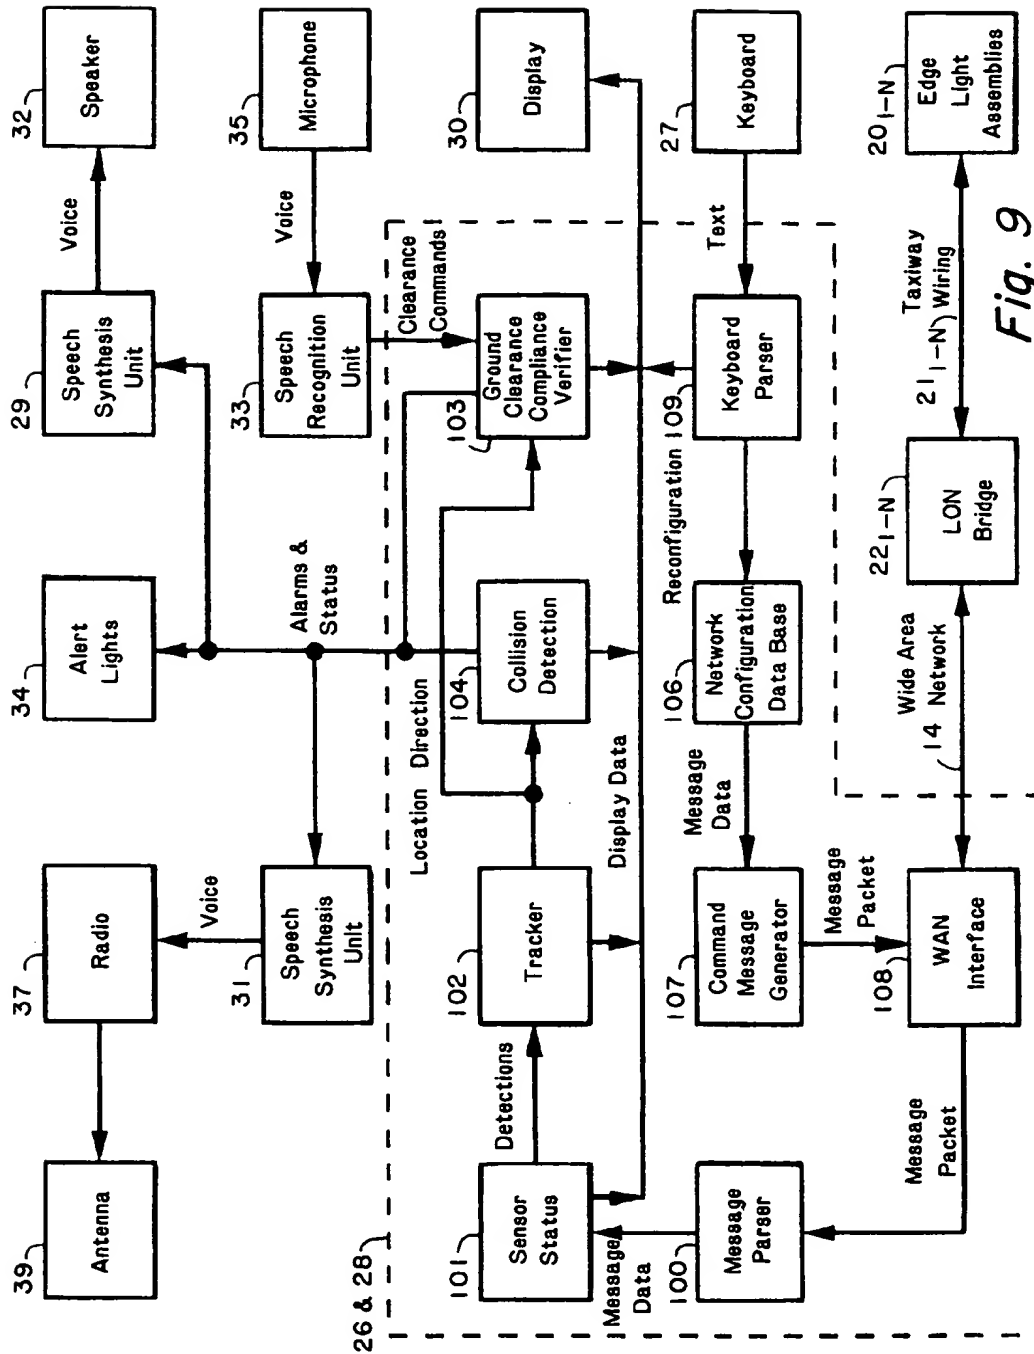 39
Antenna
37
Radio
Voice
31
Speech
Synthesis
Unit
34
Alert
Lights
Alarms &
Status
29
Speech
Synthesis
Unit
Voice
32
Speaker
33
Speech
Recognition
Unit
Voice
35
Microphone
26 & 28
101
Sensor
Status
Detections
102
Tracker
Location
Direction
104
Collision
Detection
103
Ground
Clearance
Compliance
Verifier
Clearance
Commands
30
Display
Display Data
Message
Data
100
Message
Parser
107
Command
Message
Generator
Message
Data
106
Network
Configuration
Data Base
Reconfiguration
109
Keyboard
Parser
Text
27
Keyboard
Message
Packet
Message
Packet
108
WAN
Interface
Wide Area
14 Network
22 I-N
LON
Bridge
Taxiway
21 I-N Wiring
20 I-N
Edge
Light
Assemblies
Fig. 9